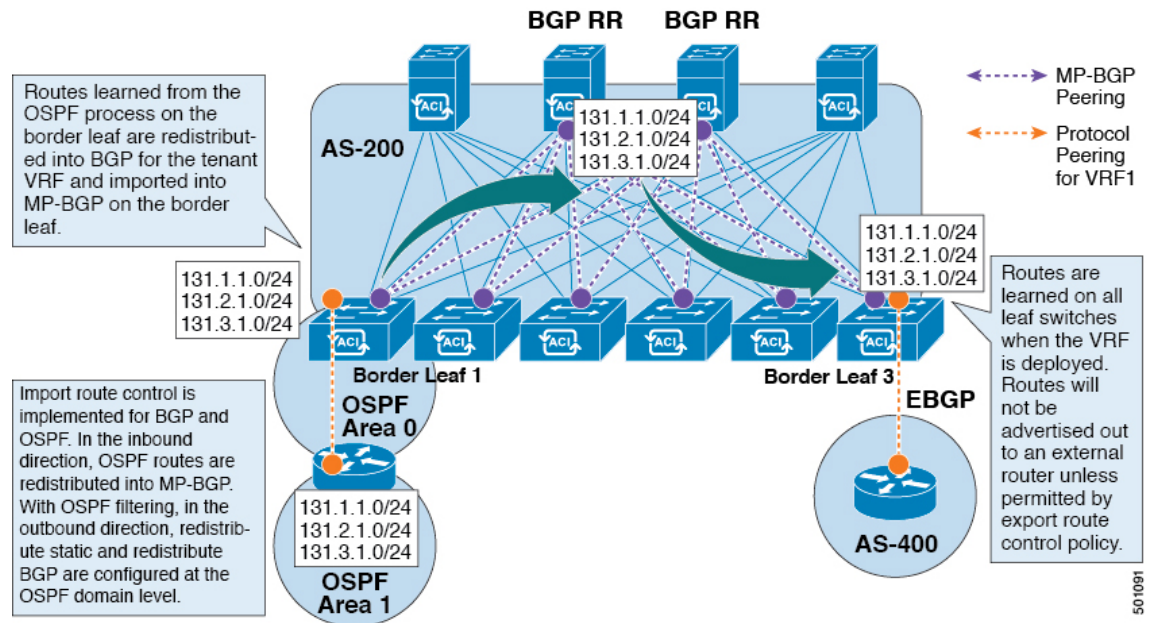 BGP RR
BGP RR
Routes learned from the
OSPF process on the
border leaf are redistribut-
ed into BGP for the tenant
VRF and imported into
MP-BGP on the border
leaf.
ACI
ACI
ACI
ACI
MP-BGP
Peering
Protocol
Peering
for VRF1
AS-200
131.1.1.0/24
131.2.1.0/24
131.3.1.0/24
131.1.1.0/24
131.2.1.0/24
131.3.1.0/24
131.1.1.0/24
131.2.1.0/24
131.3.1.0/24
ACI
ACI
ACI
ACI
ACI
ACI
Border Leaf 1
Border Leaf 3
Routes are
learned on all
leaf switches
when the VRF
is deployed.
Routes will
not be
advertised out
to an external
router unless
permitted by
export route
control policy.
Import route control is
implemented for BGP and
OSPF. In the inbound
direction, OSPF routes are
redistributed into MP-BGP.
With OSPF filtering, in the
outbound direction, redistrib-
ute static and redistribute
BGP are configured at the
OSPF domain level.
OSPF
Area 0
EBGP
131.1.1.0/24
131.2.1.0/24
131.3.1.0/24
OSPF
Area 1
AS-400
501091